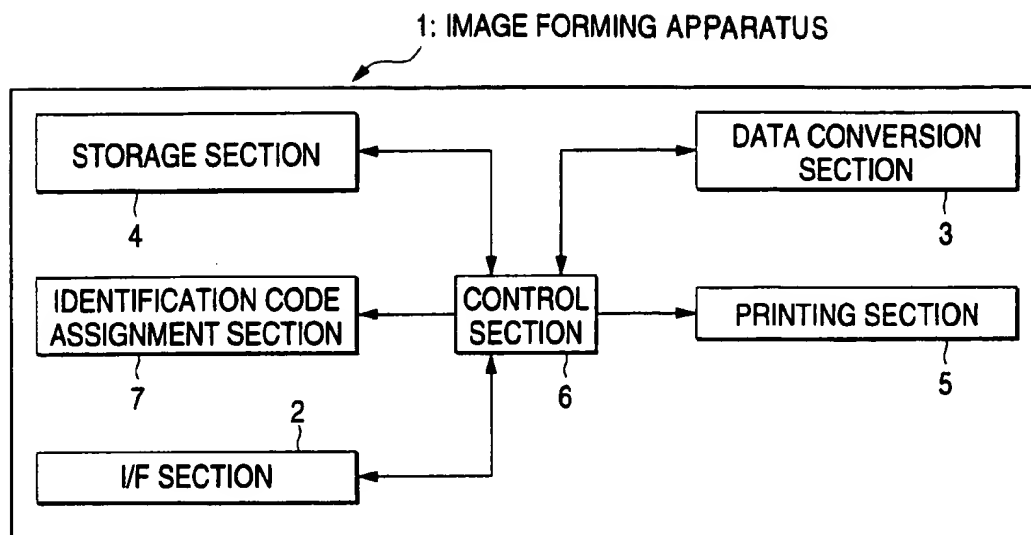 1: IMAGE FORMING APPARATUS
STORAGE SECTION
4
DATA CONVERSION
SECTION
3
IDENTIFICATION CODE
ASSIGNMENT SECTION
7
CONTROL
SECTION
6
PRINTING SECTION
5
2
I/F SECTION